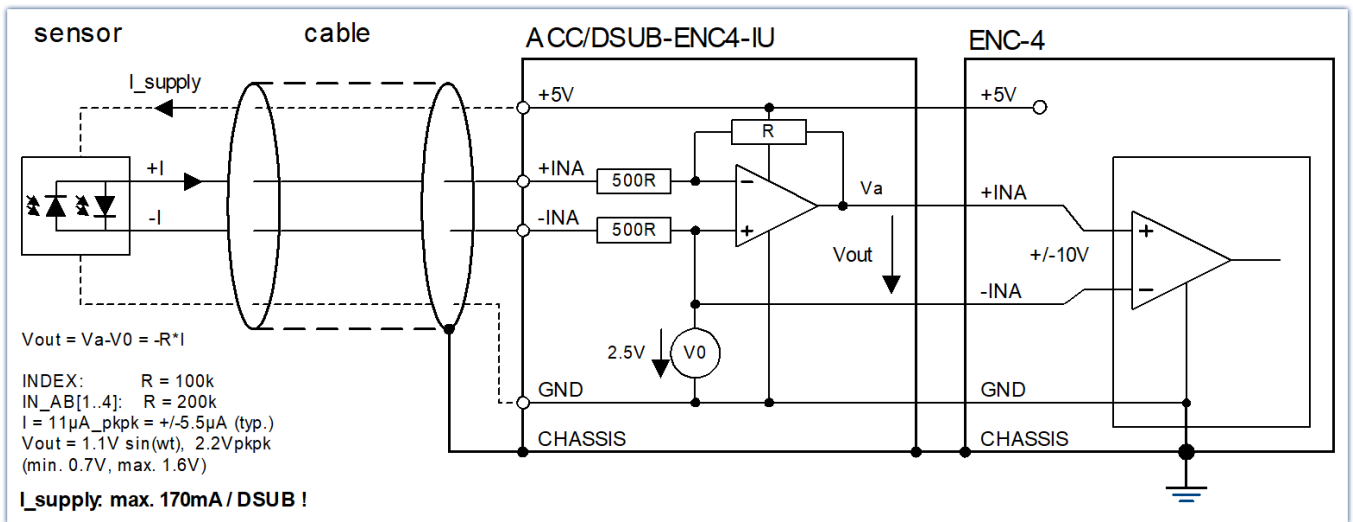 sensor
cable
ACC/DSUB-ENC4-IU
ENC-4
I_supply
+5V
+5V
R
+I
+INA
500R
−
Va
+INA
-I
-INA
500R
+
Vout
+/-10V
+
−
-INA
2.5V
V0
Vout = Va-V0 = -R*I
INDEX: R = 100k
GND
GND
IN_AB[1..4]: R = 200k
I = 11µA_pkpk = +/-5.5µA (typ.)
Vout = 1.1V sin(wt), 2.2Vpkpk
CHASSIS
CHASSIS
(min. 0.7V, max. 1.6V)
I_supply: max. 170mA / DSUB !